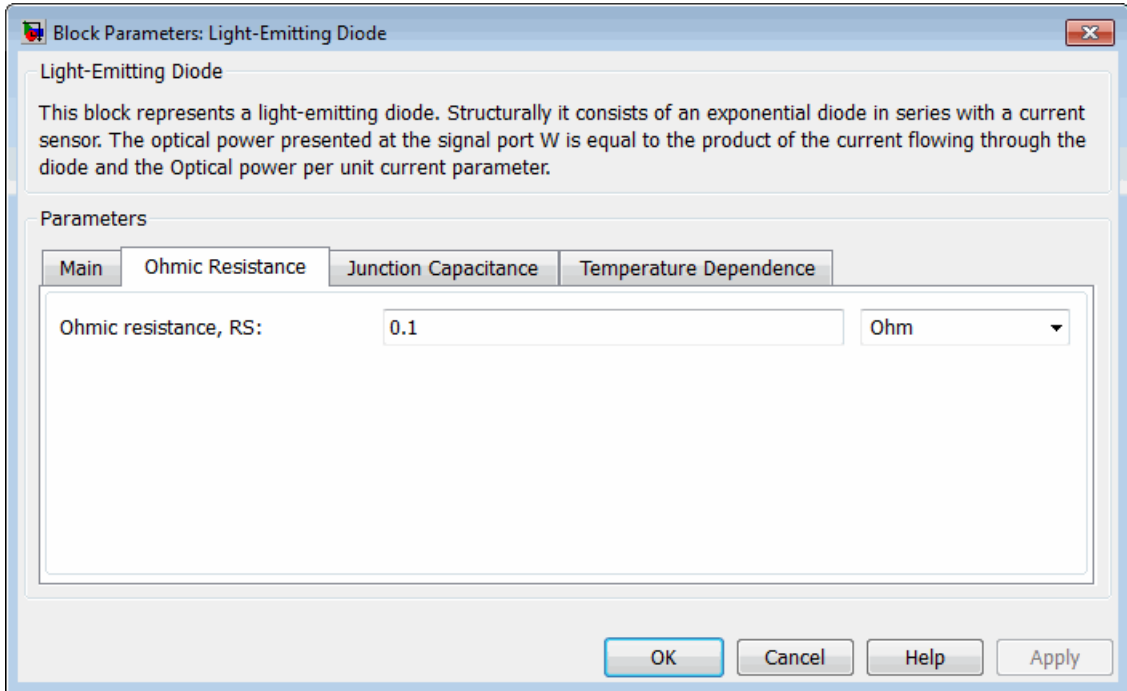 Block Parameters: Light-Emitting Diode
Light-Emitting Diode
This block represents a light-emitting diode. Structurally it consists of an exponential diode in series with a current
sensor. The optical power presented at the signal port W is equal to the product of the current flowing through the
diode and the Optical power per unit current parameter.
Parameters
Main Ohmic Resistance Junction Capacitance Temperature Dependence
Ohmic resistance, RS: 0.1 Ohm
OK Cancel Help Apply